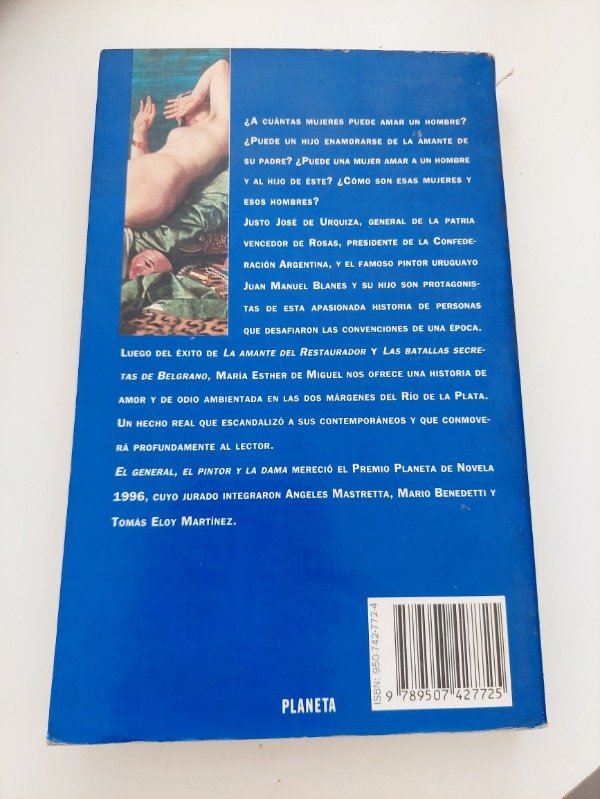 ¿A CUÁNTAS MUJERES PUEDE AMAR UN HOMBRE?
¿PUEDE UN HIJO ENAMORARSE DE LA AMANTE DE
SU PADRE? ¿PUEDE UNA MUJER AMAR A UN HOMBRE
Y AL HIJO DE ÉSTE? ¿CÓMO SON ESAS MUJERES Y
ESOS HOMBRES?
JUSTO JOSÉ DE URQUIZA, GENERAL DE LA PATRIA
VENCEDOR DE ROSAS, PRESIDENTE DE LA CONFEDE-
RACIÓN ARGENTINA, Y EL FAMOSO PINTOR URUGUAYO
JUAN MANUEL BLANES Y SU HIJO SON PROTAGONIS-
TAS DE ESTA APASIONADA HISTORIA DE PERSONAS
QUE DESAFIARON LAS CONVENCIONES DE UNA ÉPOCA.
LUEGO DEL ÉXITO DE LA AMANTE DEL RESTAURADOR Y LAS BATALLAS SECRE-
TAS DE BELGRANO, MARÍA ESTHER DE MIGUEL NOS OFRECE UNA HISTORIA DE
AMOR Y DE ODIO AMBIENTADA EN LAS DOS MÁRGENES DEL RÍO DE LA PLATA.
UN HECHO REAL QUE ESCANDALIZÓ A SUS CONTEMPORÁNEOS Y QUE CONMOVE-
RÁ PROFUNDAMENTE AL LECTOR.
EL GENERAL, EL PINTOR Y LA DAMA MERECIÓ EL PREMIO PLANETA DE NOVELA
1996, CUYO JURADO INTEGRARON ANGELES MASTRETTA, MARIO BENEDETTI Y
TOMÁS ELOY MARTÍNEZ.
ISBN: 950-742-772-4
9 789507 427725
PLANETA